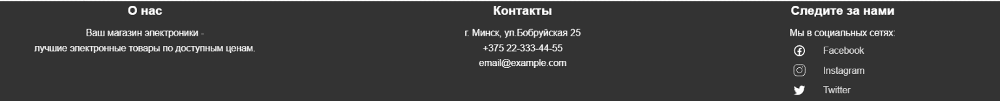 О нас
Ваш магазин электроники -
лучшие электронные товары по доступным ценам.
Контакты
г. Минск, ул.Бобруйская 25
+375 22-333-44-55
email@example.com
Следите за нами
Мы в социальных сетях:
Facebook
Instagram
Twitter